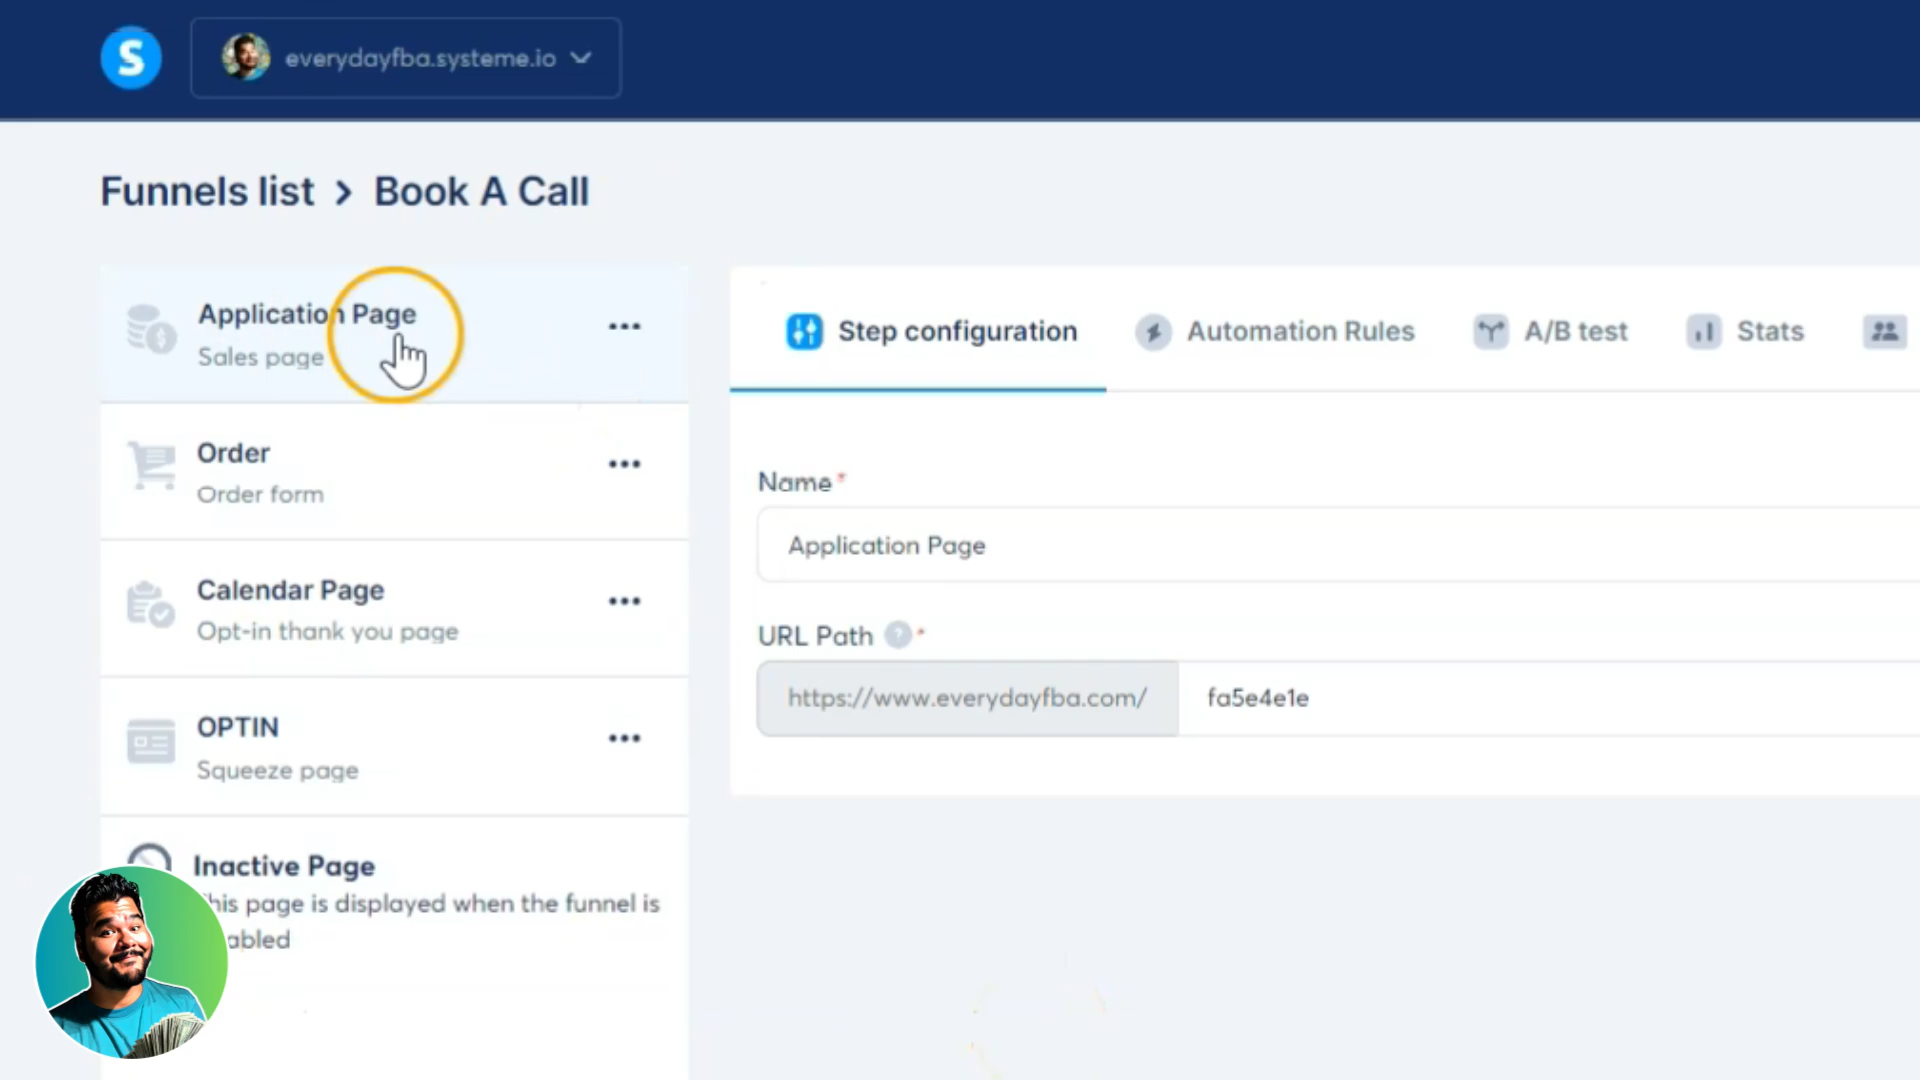 S
everydayfba.systeme.io
Funnels list > Book A Call
Application Page
Sales page
Order
Order form
Calendar Page
Opt-in thank you page
OPTIN
Squeeze page
Inactive Page
his page is displayed when the funnel is
abled
Step configuration
Automation Rules
A/B test
Stats
Name*
Application Page
URL Path ? *
https://www.everydayfba.com/
fa5e4e1e